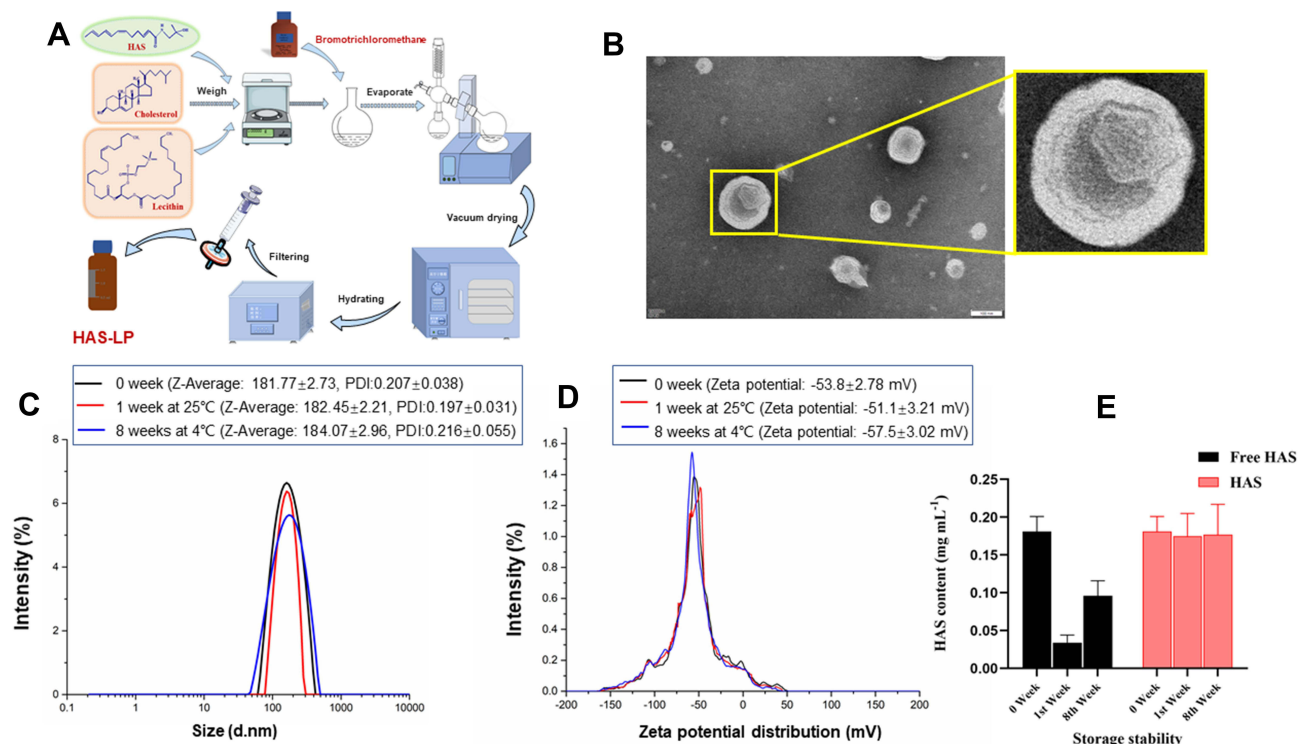 A
HAS
Cholesterol
Lecithin
Weigh
Bromotrichloromethane
Evaporate
Vacuum drying
Hydrating
Filtering
HAS-LP
B
C
0 week (Z-Average: 181.77±2.73, PDI:0.207±0.038)
1 week at 25℃ (Z-Average: 182.45±2.21, PDI:0.197±0.031)
8 weeks at 4℃ (Z-Average: 184.07±2.96, PDI:0.216±0.055)
Intensity (%)
8
6
4
2
0
0.1
1
10
100
1000
10000
Size (d.nm)
D
0 week (Zeta potential: -53.8±2.78 mV)
1 week at 25℃ (Zeta potential: -51.1±3.21 mV)
8 weeks at 4℃ (Zeta potential: -57.5±3.02 mV)
Intensity (%)
1.6
1.4
1.2
1.0
0.8
0.6
0.4
0.2
0.0
-200
-150
-100
-50
0
50
100
150
200
Zeta potential distribution (mV)
E
Free HAS
HAS
HAS content (mg mL⁻¹)
0.25
0.20
0.15
0.10
0.05
0.00
0 Week
1st Week
8th Week
0 Week
1st Week
8th Week
Storage stability